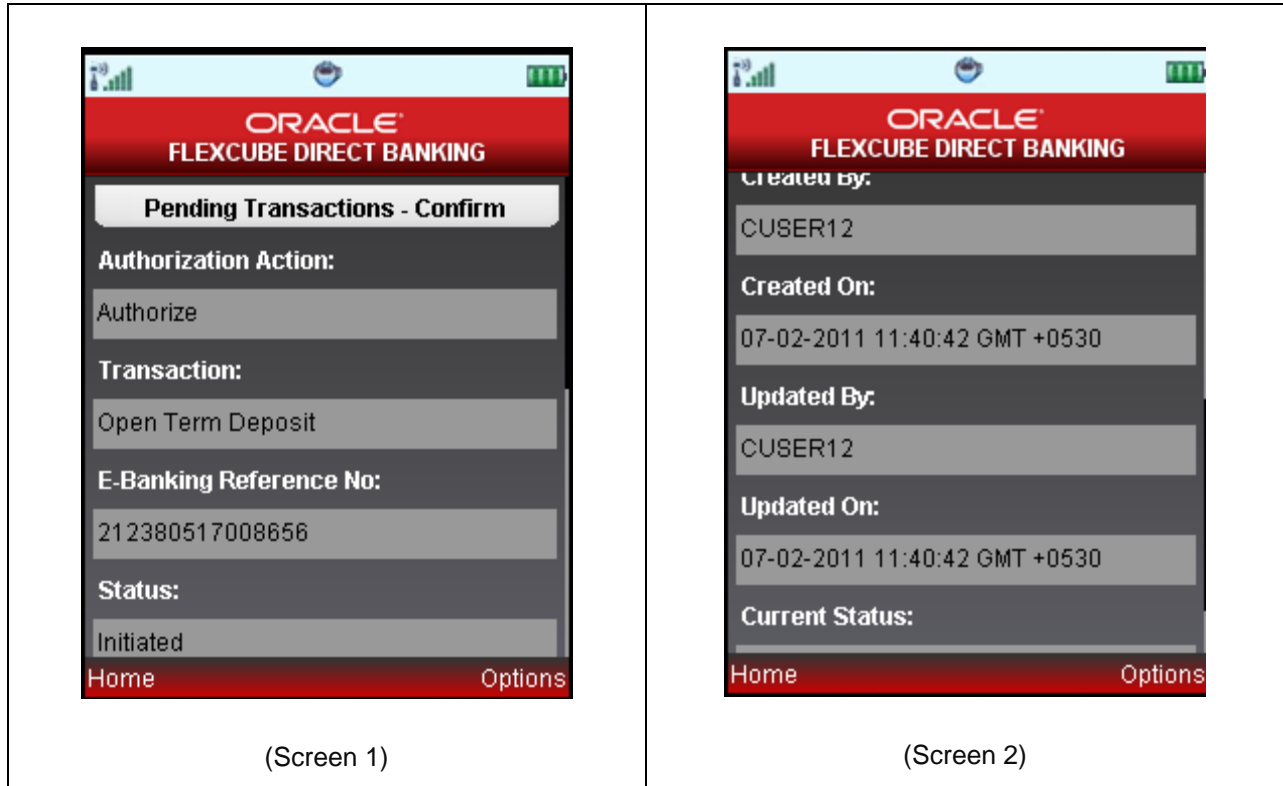 ORACLE
FLEXCUBE DIRECT BANKING
Pending Transactions - Confirm
Authorization Action:
Authorize
Transaction:
Open Term Deposit
E-Banking Reference No:
212380517008656
Status:
Initiated
Home Options
(Screen 1)
ORACLE
FLEXCUBE DIRECT BANKING
Created By:
CUSER12
Created On:
07-02-2011 11:40:42 GMT +0530
Updated By:
CUSER12
Updated On:
07-02-2011 11:40:42 GMT +0530
Current Status:
Home Options
(Screen 2)